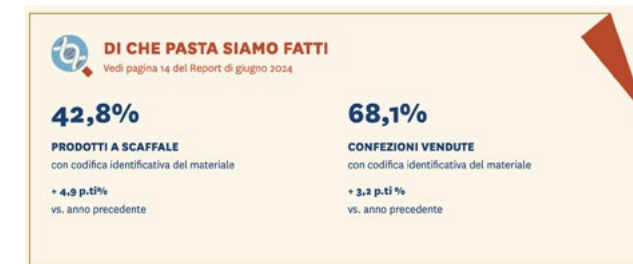 DI CHE PASTA SIAMO FATTI
Vedi pagina 14 del Report di giugno 2024
42,8%
PRODOTTI A SCAFFALE
con codifica identificativa del materiale
+ 4,9 p.ti%
vs. anno precedente
68,1%
CONFEZIONI VENDUTE
con codifica identificativa del materiale
+ 3,2 p.ti %
vs. anno precedente